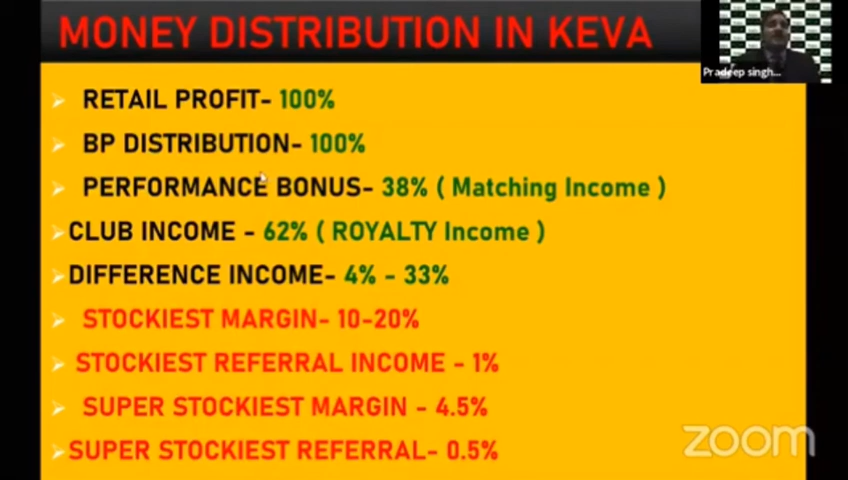 MONEY DISTRIBUTION IN KEVA
Pradeep singh...
RETAIL PROFIT- 100%
BP DISTRIBUTION- 100%
PERFORMANCE BONUS- 38% ( Matching Income )
CLUB INCOME - 62% ( ROYALTY Income )
DIFFERENCE INCOME- 4% - 33%
STOCKIEST MARGIN- 10-20%
STOCKIEST REFERRAL INCOME - 1%
SUPER STOCKIEST MARGIN - 4.5%
SUPER STOCKIEST REFERRAL- 0.5%
zoom